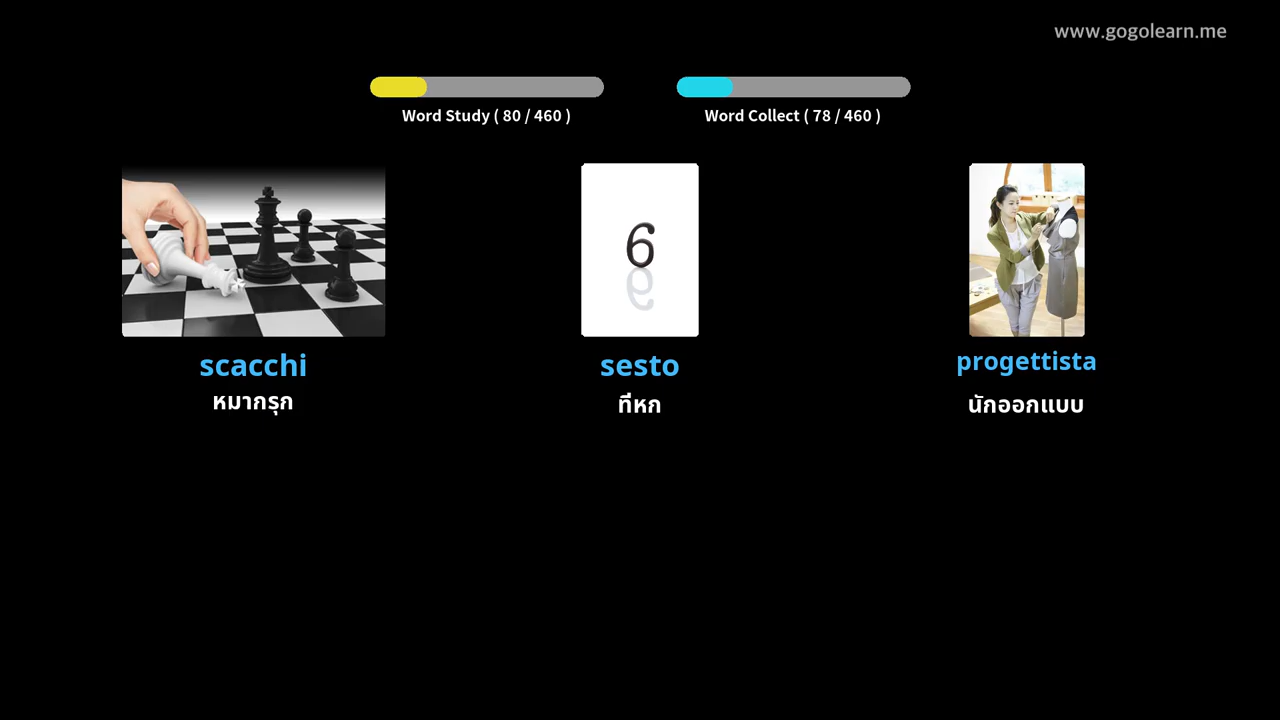 www.gogolearn.me
Word Study ( 80 / 460 )
Word Collect ( 78 / 460 )
6
scacchi
หมากรุก
sesto
ที่หก
progettista
นักออกแบบ